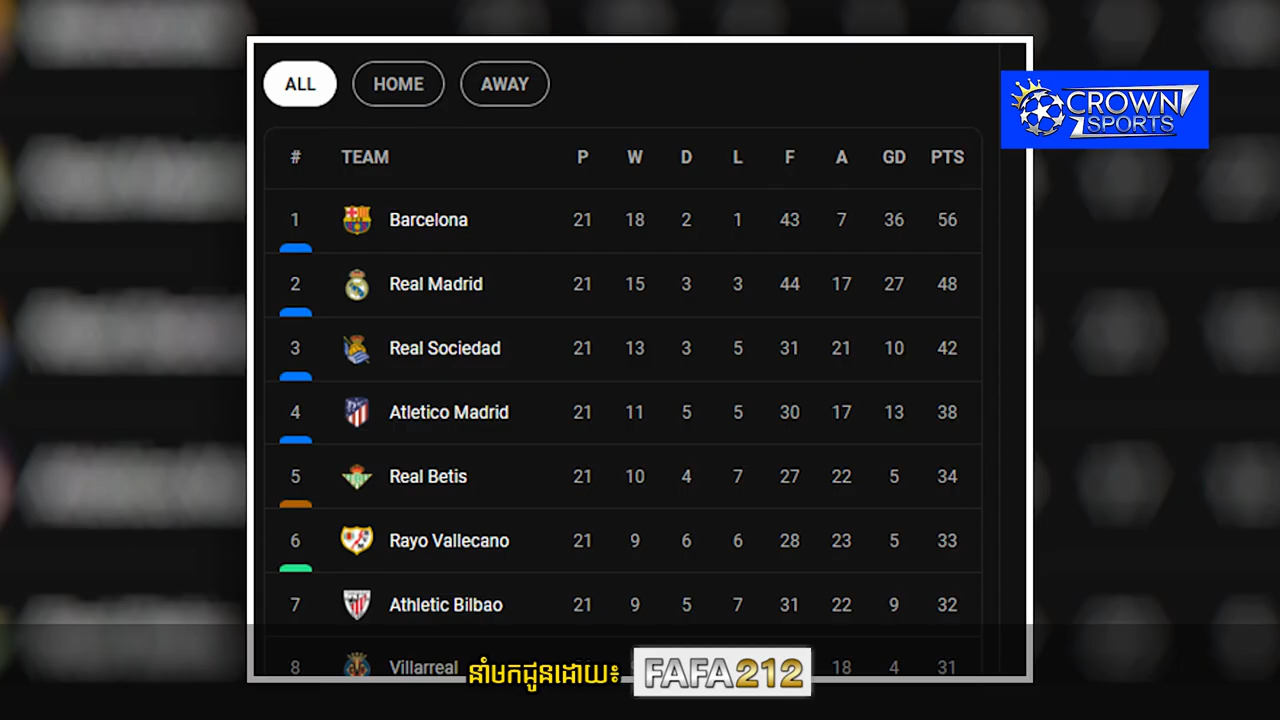 ALL HOME AWAY
CROWN
SPORTS
# TEAM P W D L F A GD PTS
1 Barcelona 21 18 2 1 43 7 36 56
2 Real Madrid 21 15 3 3 44 17 27 48
3 Real Sociedad 21 13 3 5 31 21 10 42
4 Atletico Madrid 21 11 5 5 30 17 13 38
5 Real Betis 21 10 4 7 27 22 5 34
6 Rayo Vallecano 21 9 6 6 28 23 5 33
7 Athletic Bilbao 21 9 5 7 31 22 9 32
8 Villarreal 18 4 31
នាំមកជូនដោយ៖ FAFA212